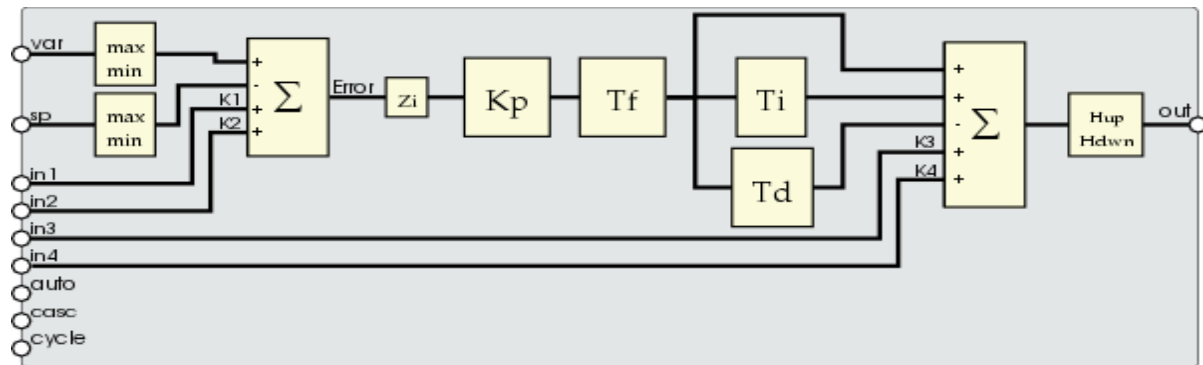 var
max
min
sp
max
min
in1
in2
in3
in4
auto
casc
cycle
+
-
K1 +
K2 +
Σ
Error
Zi
Kp
Tf
Ti
Td
+
+
-
K3 +
K4 +
Σ
Hup
Hdwn
out